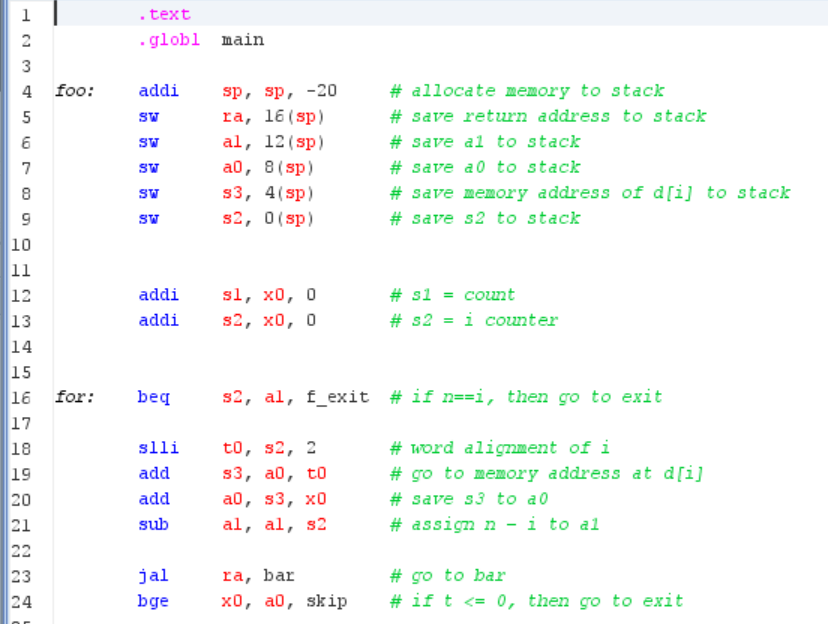 1 .text
2 .globl main
3
4 foo: addi sp, sp, -20 # allocate memory to stack
5 sw ra, 16(sp) # save return address to stack
6 sw a1, 12(sp) # save a1 to stack
7 sw a0, 8(sp) # save a0 to stack
8 sw s3, 4(sp) # save memory address of d[i] to stack
9 sw s2, 0(sp) # save s2 to stack
10
11
12 addi s1, x0, 0 # s1 = count
13 addi s2, x0, 0 # s2 = i counter
14
15
16 for: beq s2, a1, f_exit # if n==i, then go to exit
17
18 slli t0, s2, 2 # word alignment of i
19 add s3, a0, t0 # go to memory address at d[i]
20 add a0, s3, x0 # save s3 to a0
21 sub a1, a1, s2 # assign n - i to a1
22
23 jal ra, bar # go to bar
24 bge x0, a0, skip # if t <= 0, then go to exit